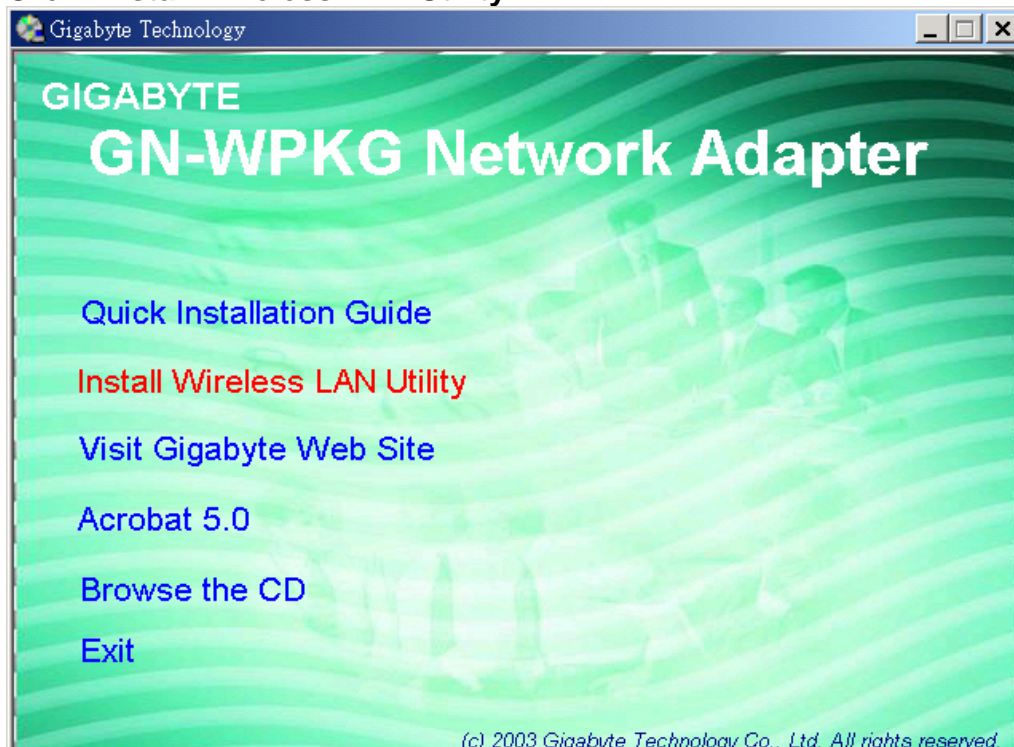 Gigabyte Technology
GIGABYTE
GN-WPKG Network Adapter
Quick Installation Guide
Install Wireless LAN Utility
Visit Gigabyte Web Site
Acrobat 5.0
Browse the CD
Exit
(c) 2003 Gigabyte Technology Co., Ltd. All rights reserved.